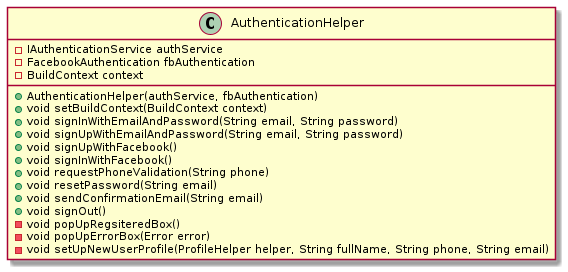 C AuthenticationHelper
IAuthenticationService authService
FacebookAuthentication fbAuthentication
BuildContext context
AuthenticationHelper(authService, fbAuthentication)
void setBuildContext(BuildContext context)
void signInWithEmailAndPassword(String email, String password)
void signUpWithEmailAndPassword(String email, String password)
void signUpWithFacebook()
void signInWithFacebook()
void requestPhoneValidation(String phone)
void resetPassword(String email)
void sendConfirmationEmail(String email)
void signOut()
void popUpRegsiteredBox()
void popUpErrorBox(Error error)
void setUpNewUserProfile(ProfileHelper helper, String fullName, String phone, String email)